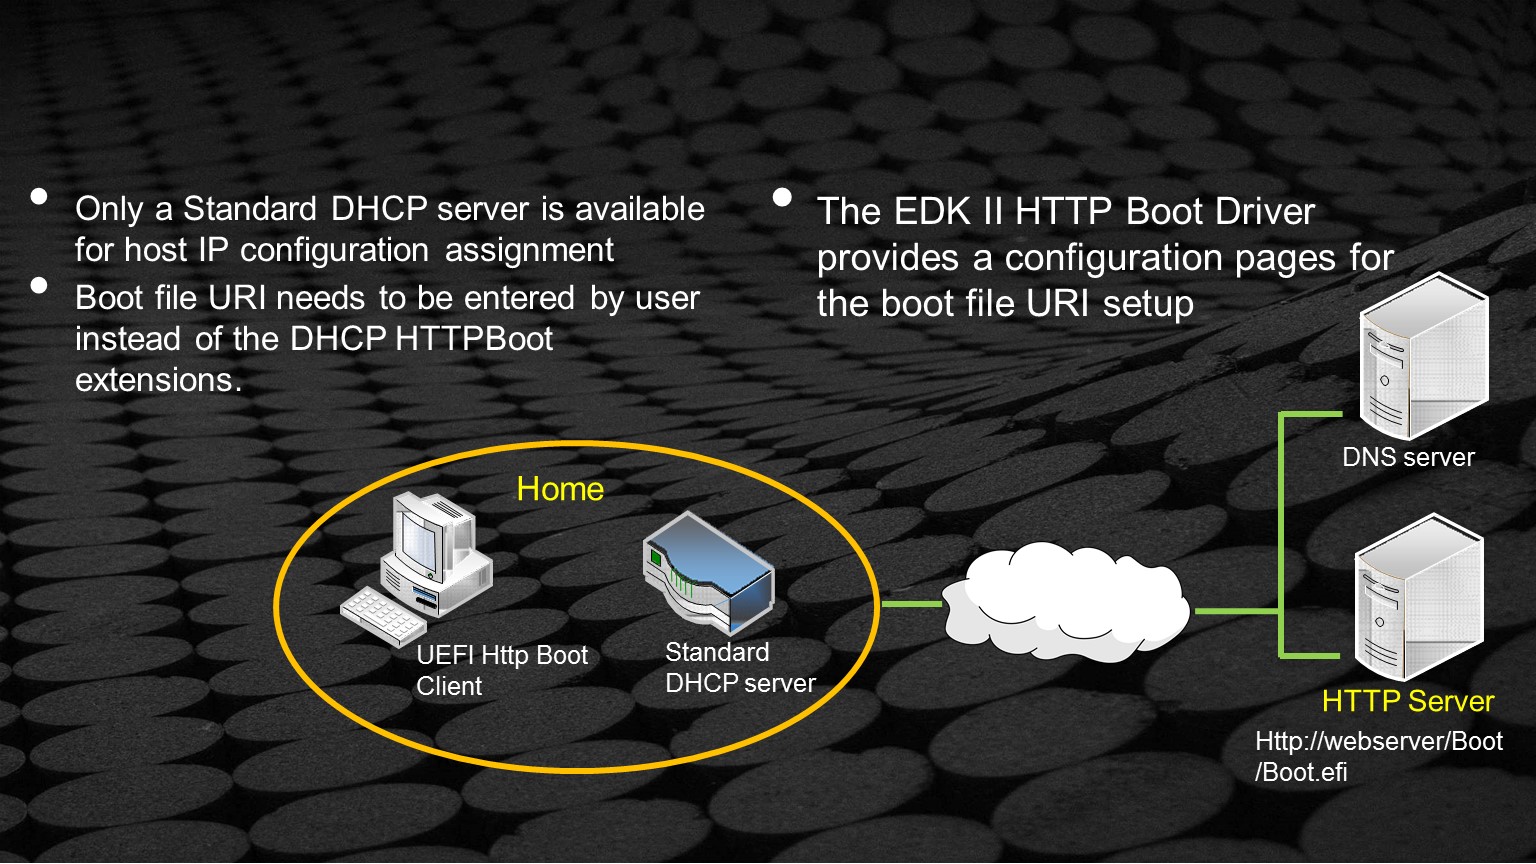 Only a Standard DHCP server is available
for host IP configuration assignment
Boot file URI needs to be entered by user
instead of the DHCP HTTPBoot
extensions.
The EDK II HTTP Boot Driver
provides a configuration pages for
the boot file URI setup
Home
UEFI Http Boot
Client
Standard
DHCP server
DNS server
HTTP Server
Http://webserver/Boot
/Boot.efi